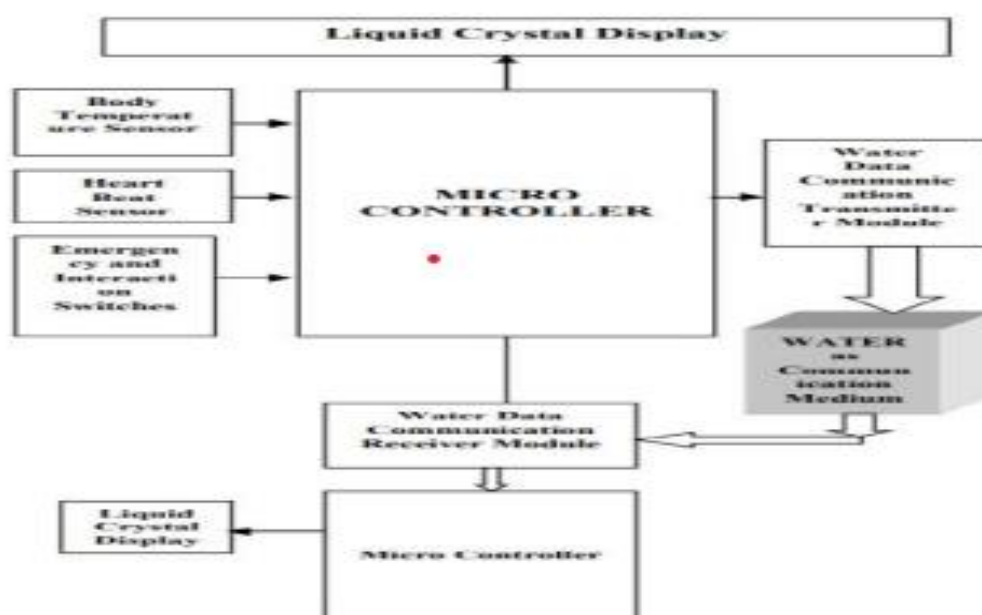 Liquid Crystal Display
Body
Temperat
ure Sensor
Heart
Beat
Sensor
Emergen
cy and
Interacti
on
Switches
MICRO
CONTROLLER
Water
Data
Communic
ation
Transmitte
r Module
WATER
as
Commun
ication
Medium
Water Data
Communication
Receiver Module
Liquid
Crystal
Display
Micro Controller